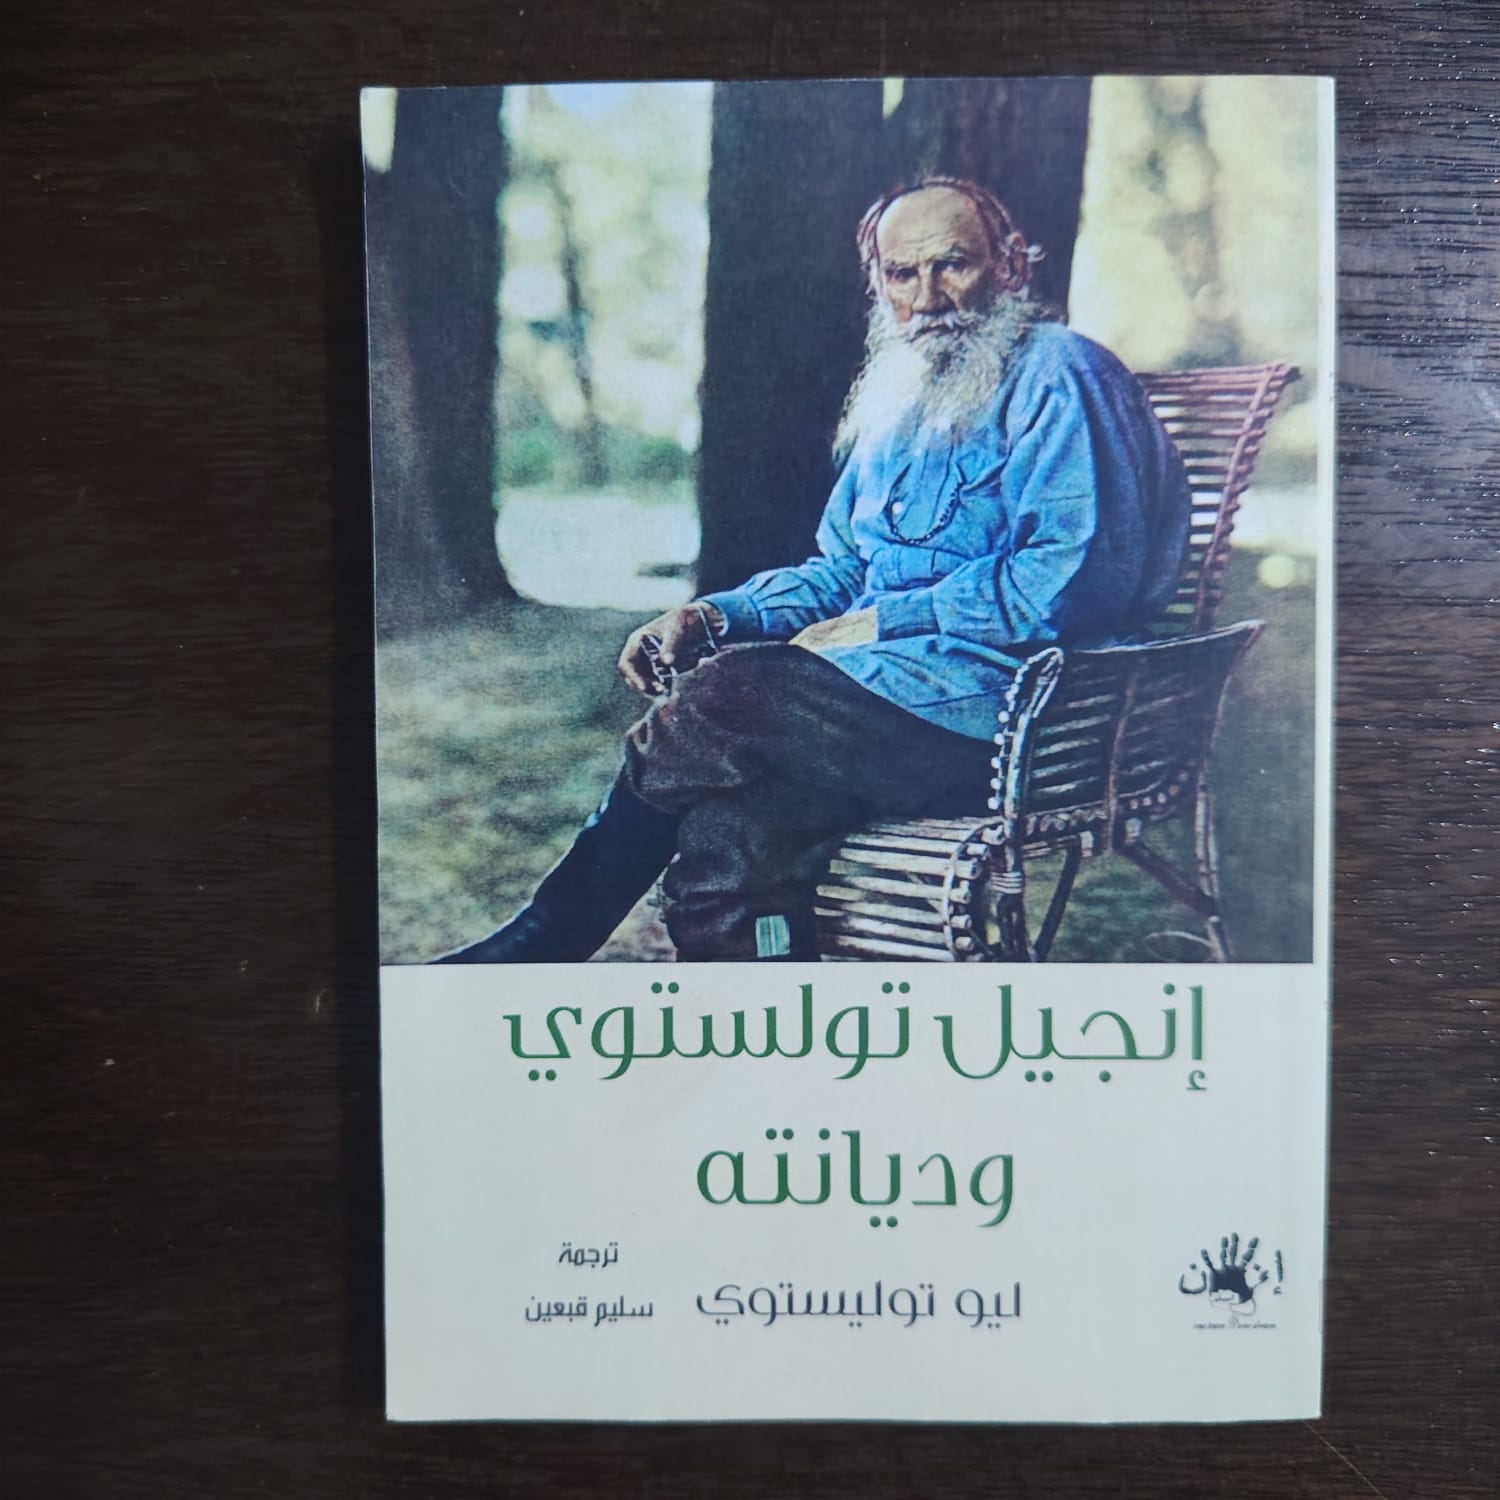 إنجيل تولستوي
وديانته
ليو توليستوي
ترجمة
سليم قبعين